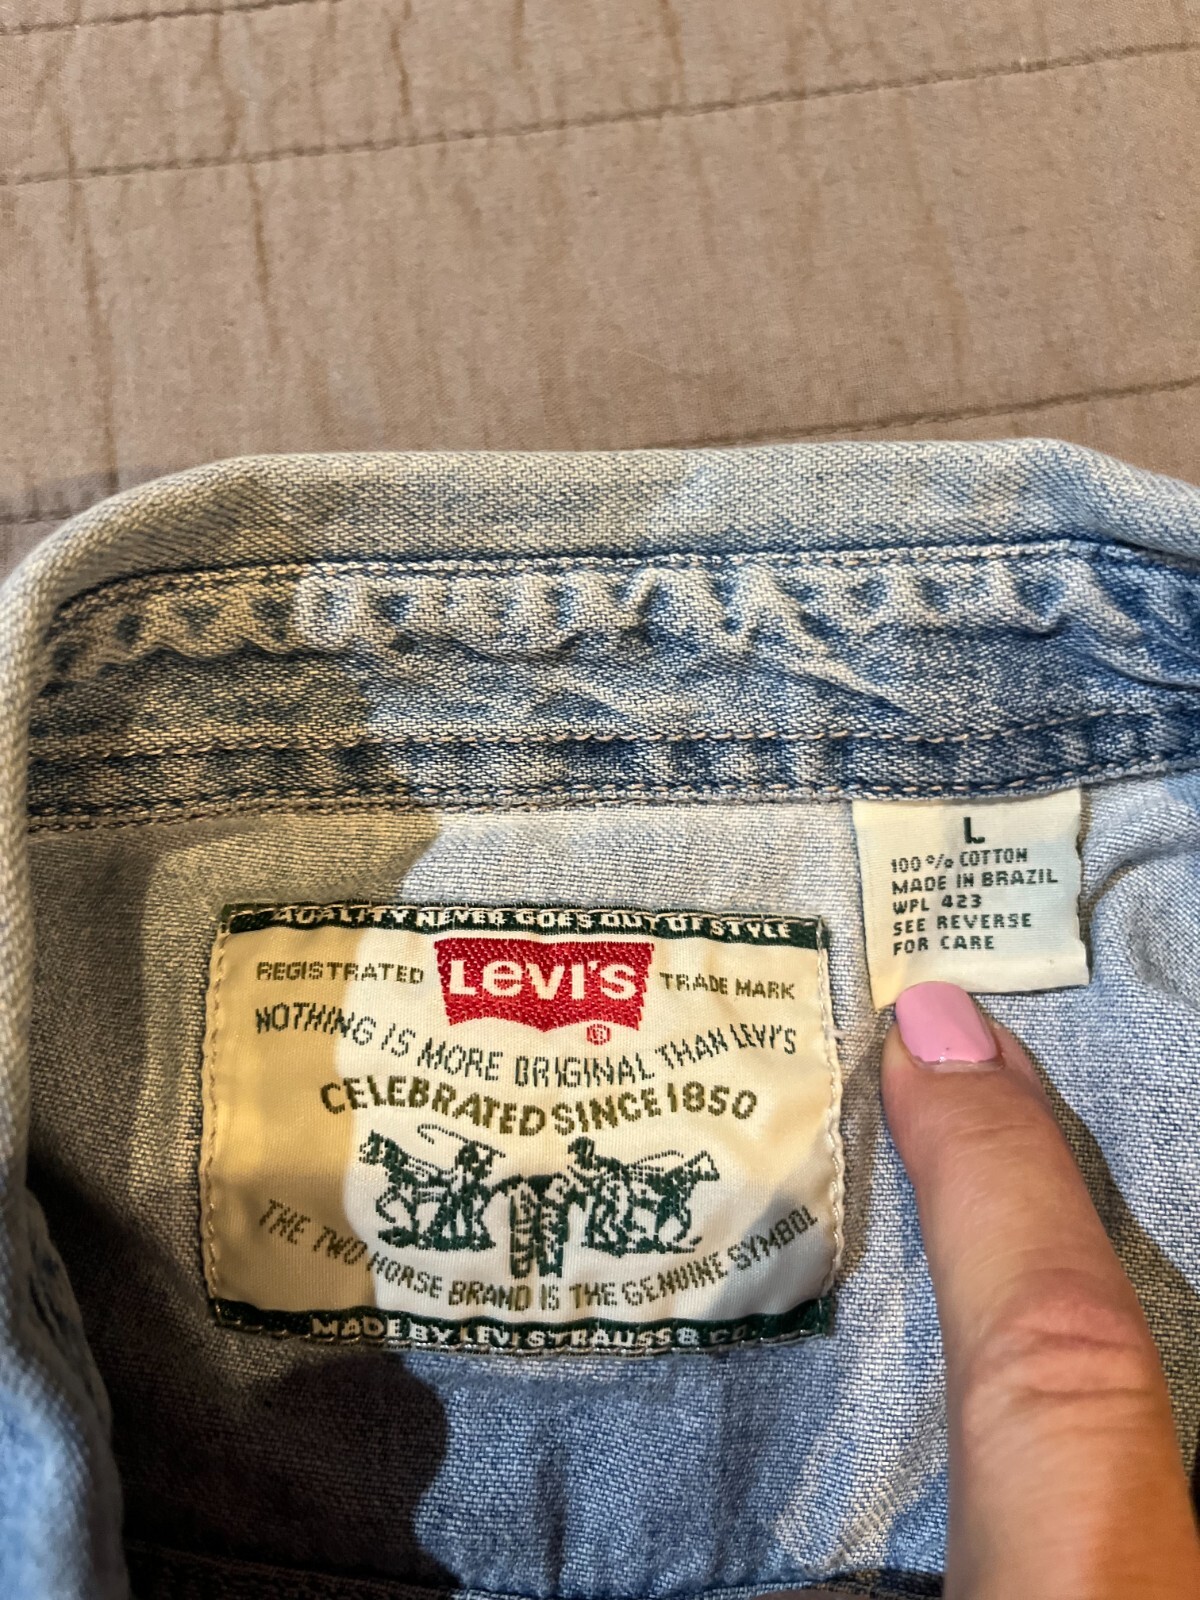 QUALITY NEVER GOES OUT OF STYLE
REGISTRATED LEVI'S TRADE MARK
®
NOTHING IS MORE ORIGINAL THAN LEVI'S
CELEBRATED SINCE 1850
THE TWO HORSE BRAND IS THE GENUINE SYMBOL
MADE BY LEVI STRAUSS & CO.
L
100% COTTON
MADE IN BRAZIL
WPL 423
SEE REVERSE
FOR CARE